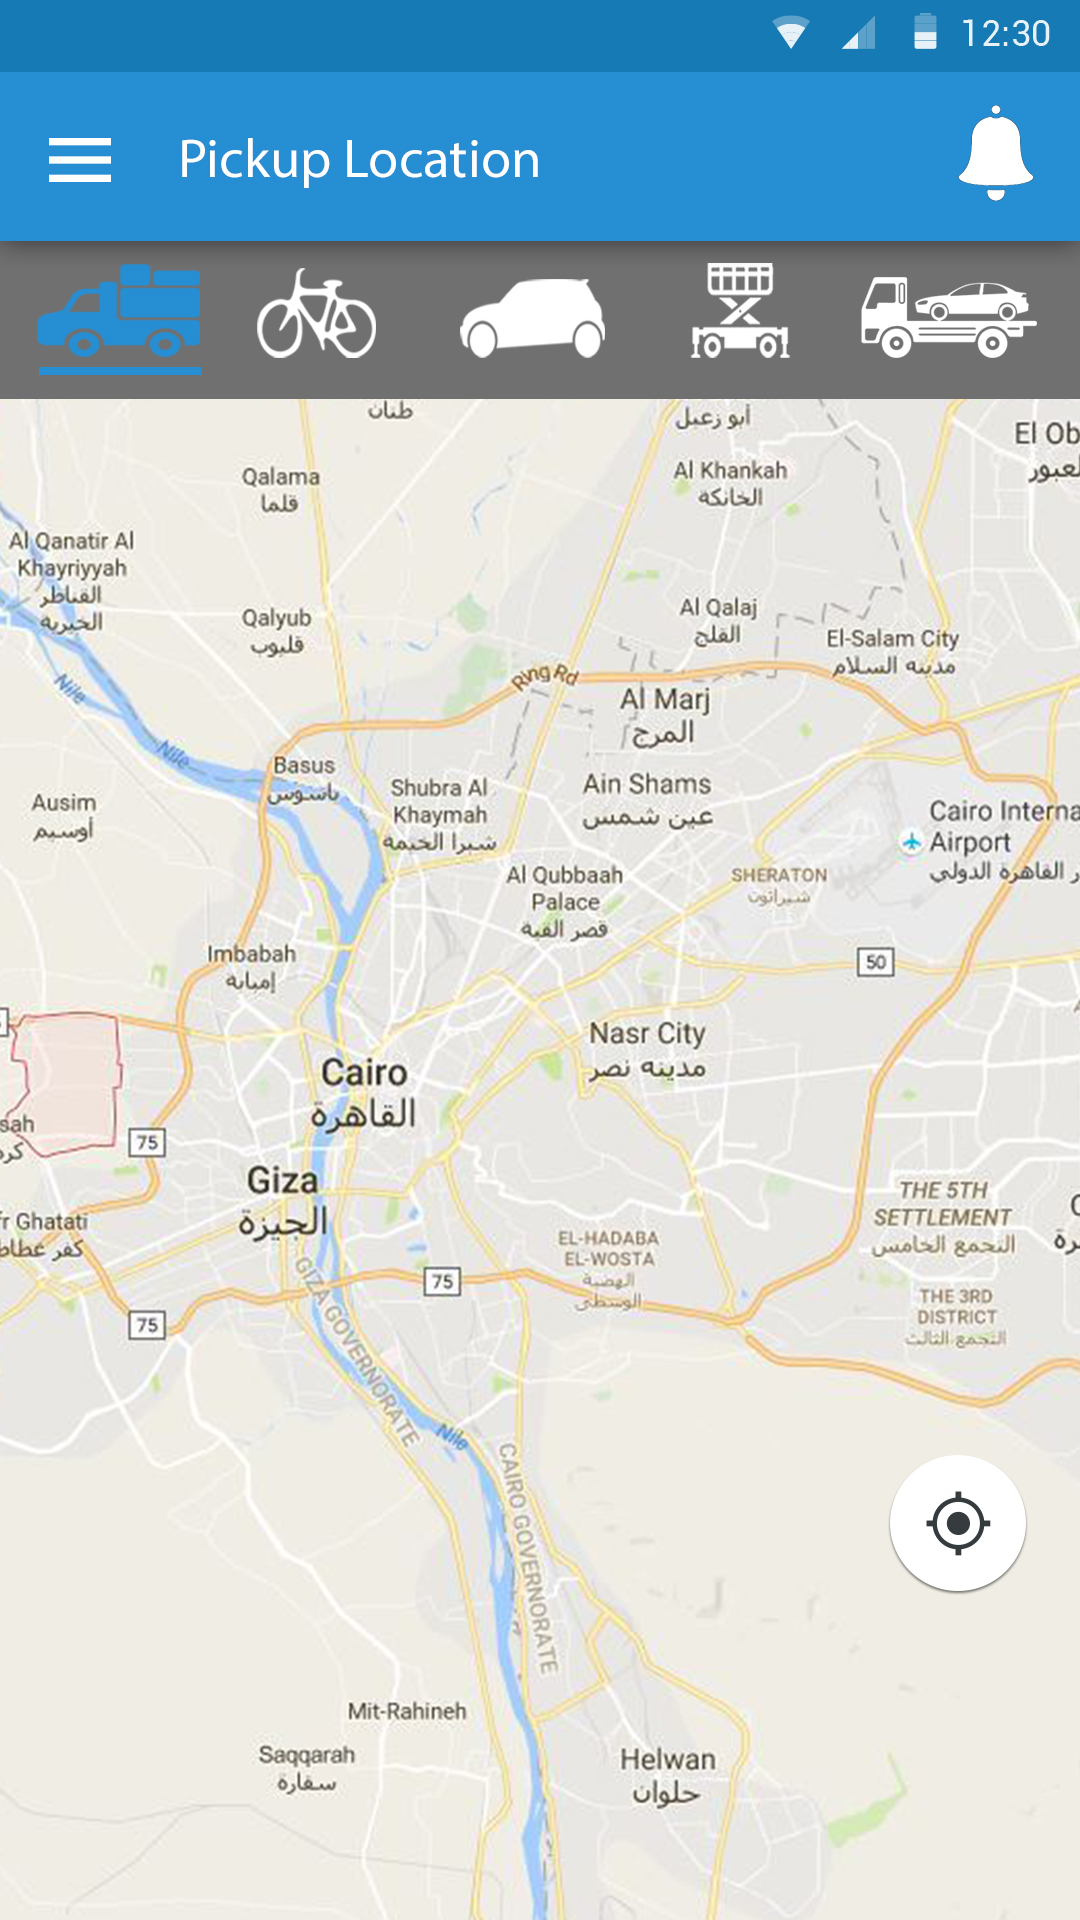 12:30
Pickup Location
طنان
أبو زعبل
El Ob
Al Khankah
الخانكة
Qalama
قلما
Al Qanatir Al
Khayriyyah
القناطر
الخيرية
Qalyub
قليوب
Al Qalaj
القلج
El-Salam City
مدينه السلام
Ring Rd
Nile
Al Marj
المرج
Nile
Basus
باسوس
Shubra Al
Khaymah
شبرا الخيمة
Ain Shams
عين شمس
Ausim
أوسيم
Cairo Interna
Airport
ر القاهرة الدولي
Al Qubbaah
Palace
قصر القبة
SHERATON
شيراتون
Imbabah
إمبابة
50
Nasr City
مدينه نصر
Cairo
القاهرة
sah
كرد
75
Giza
الجيزة
THE 5TH
SETTLEMENT
التجمع الخامس
fr Ghatati
كفر غطاط
EL-HADABA
EL-WOSTA
الهضبة
الوسطى
75
THE 3RD
DISTRICT
التجمع الثالث
75
GIZA GOVERNORATE
Nile
CAIRO GOVERNORATE
Mit-Rahineh
Saqqarah
سقارة
Helwan
حلوان